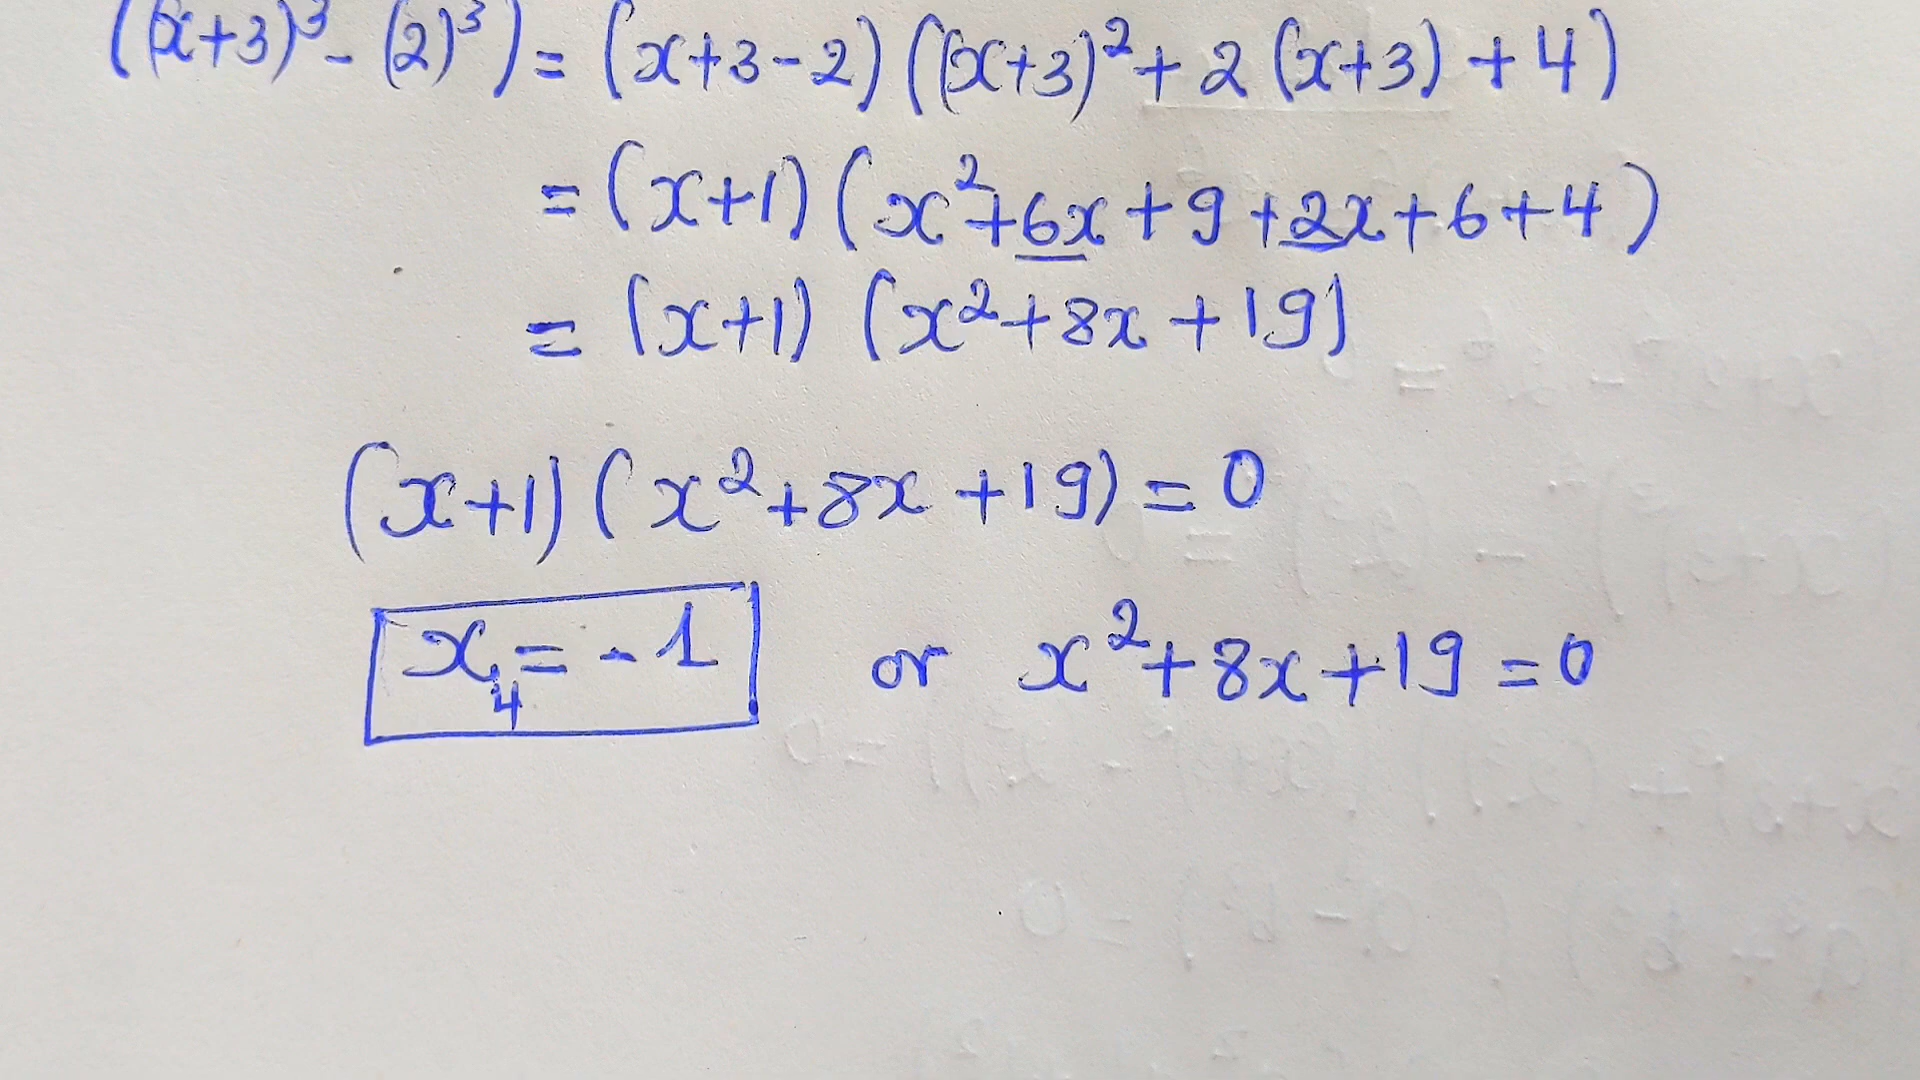 ((x+3)³ - (2)³) = (x+3-2) ((x+3)² + 2 (x+3) + 4)
= (x+1) (x²+6x+9+2x+6+4)
= (x+1) (x²+8x+19)
(x+1) (x²+8x+19) = 0
x₄ = -1 or x²+8x+19=0